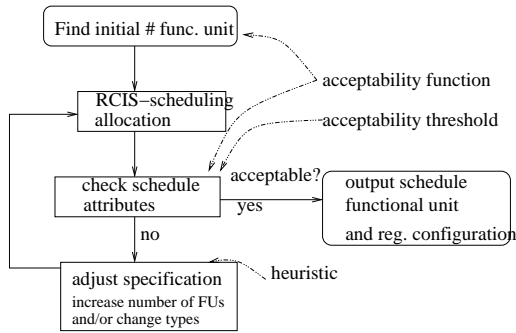 Find initial # func. unit
acceptability function
RCIS-scheduling
allocation
acceptability threshold
check schedule
attributes
acceptable?
yes
output schedule
functional unit
and reg. configuration
no
adjust specification
increase number of FUs
and/or change types
heuristic